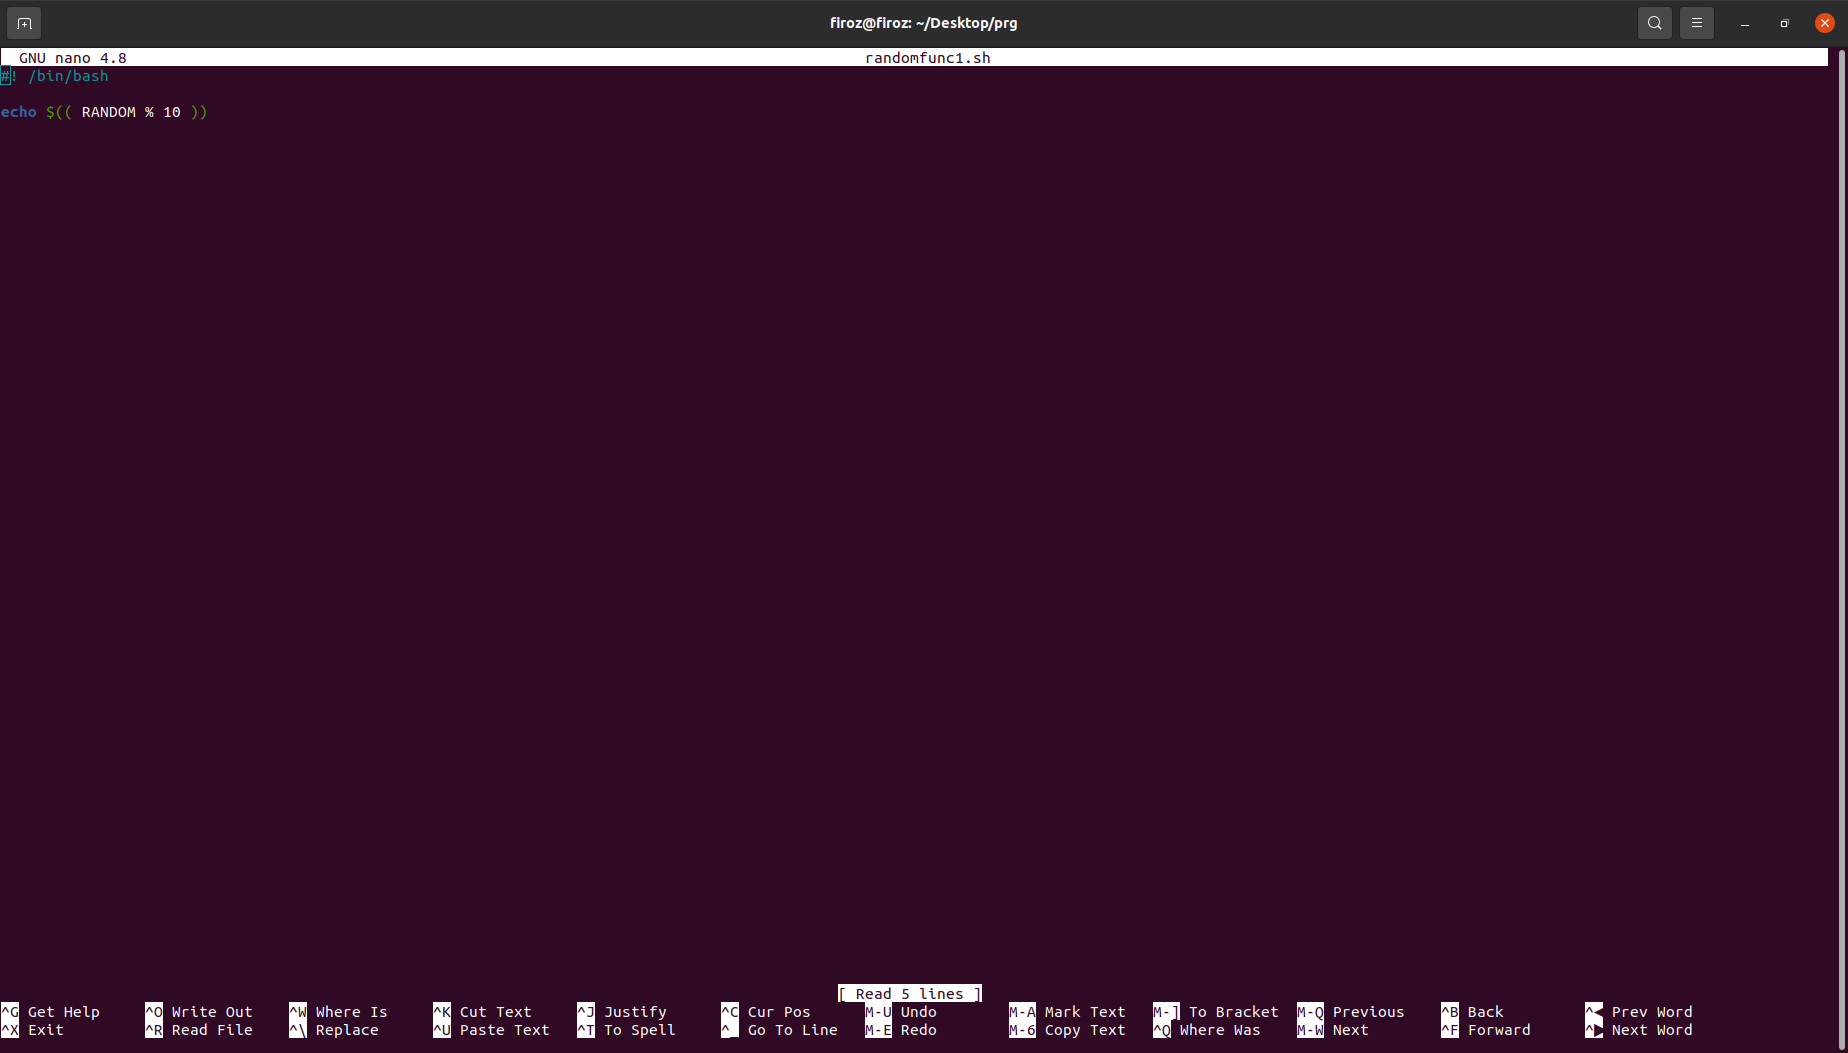 firoz@firoz: ~/Desktop/prg
GNU nano 4.8 randomfunc1.sh
#! /bin/bash
echo $(( RANDOM % 10 ))
[ Read 5 lines ]
^G Get Help ^O Write Out ^W Where Is ^K Cut Text ^J Justify ^C Cur Pos M-U Undo M-A Mark Text M-] To Bracket M-Q Previous ^B Back ^◀ Prev Word
^X Exit ^R Read File ^\ Replace ^U Paste Text ^T To Spell ^_ Go To Line M-E Redo M-6 Copy Text ^Q Where Was M-W Next ^F Forward ^▶ Next Word